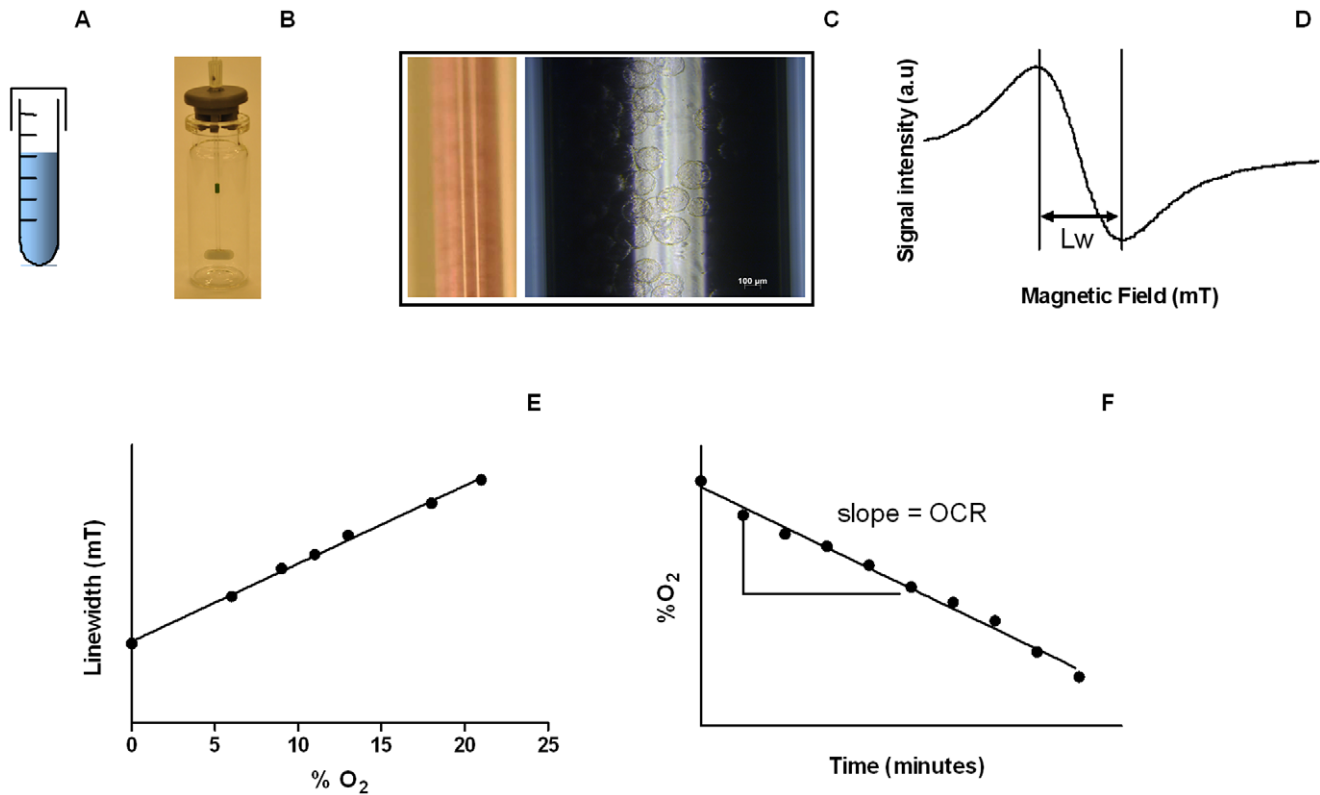 A
B
C
D
100 µm
Signal intensity (a.u)
Lw
Magnetic Field (mT)
E
F
Linewidth (mT)
0 5 10 15 20 25
% O₂
slope = OCR
%O₂
Time (minutes)